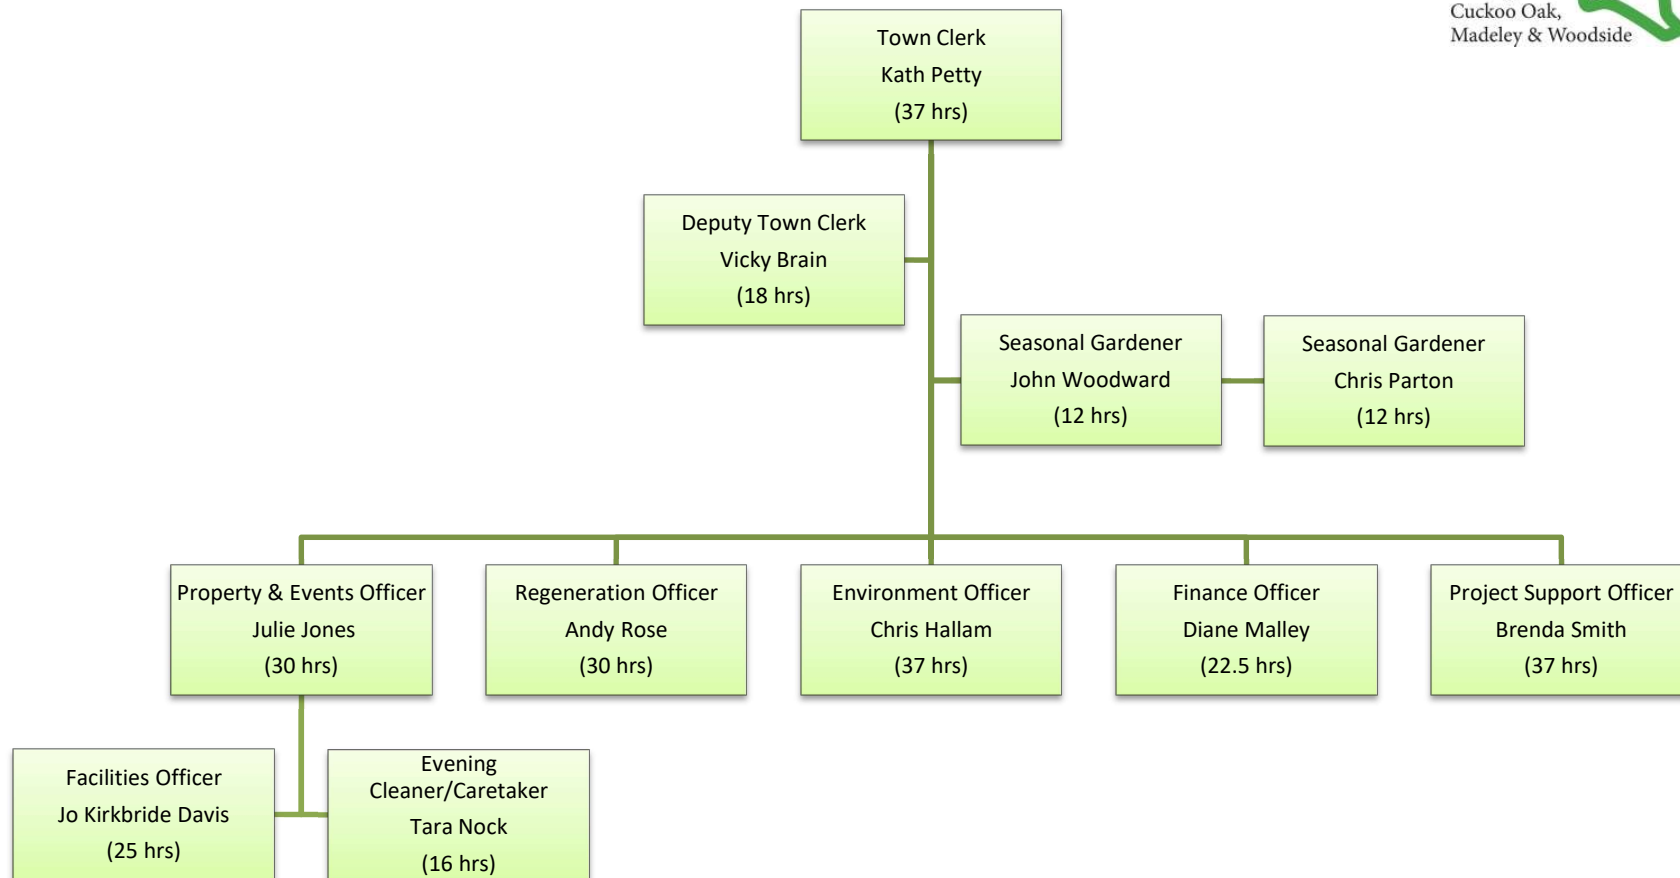 Cuckoo Oak,
Madeley & Woodside
Town Clerk
Kath Petty
(37 hrs)
Deputy Town Clerk
Vicky Brain
(18 hrs)
Seasonal Gardener
John Woodward
(12 hrs)
Seasonal Gardener
Chris Parton
(12 hrs)
Property & Events Officer
Julie Jones
(30 hrs)
Regeneration Officer
Andy Rose
(30 hrs)
Environment Officer
Chris Hallam
(37 hrs)
Finance Officer
Diane Malley
(22.5 hrs)
Project Support Officer
Brenda Smith
(37 hrs)
Facilities Officer
Jo Kirkbride Davis
(25 hrs)
Evening
Cleaner/Caretaker
Tara Nock
(16 hrs)